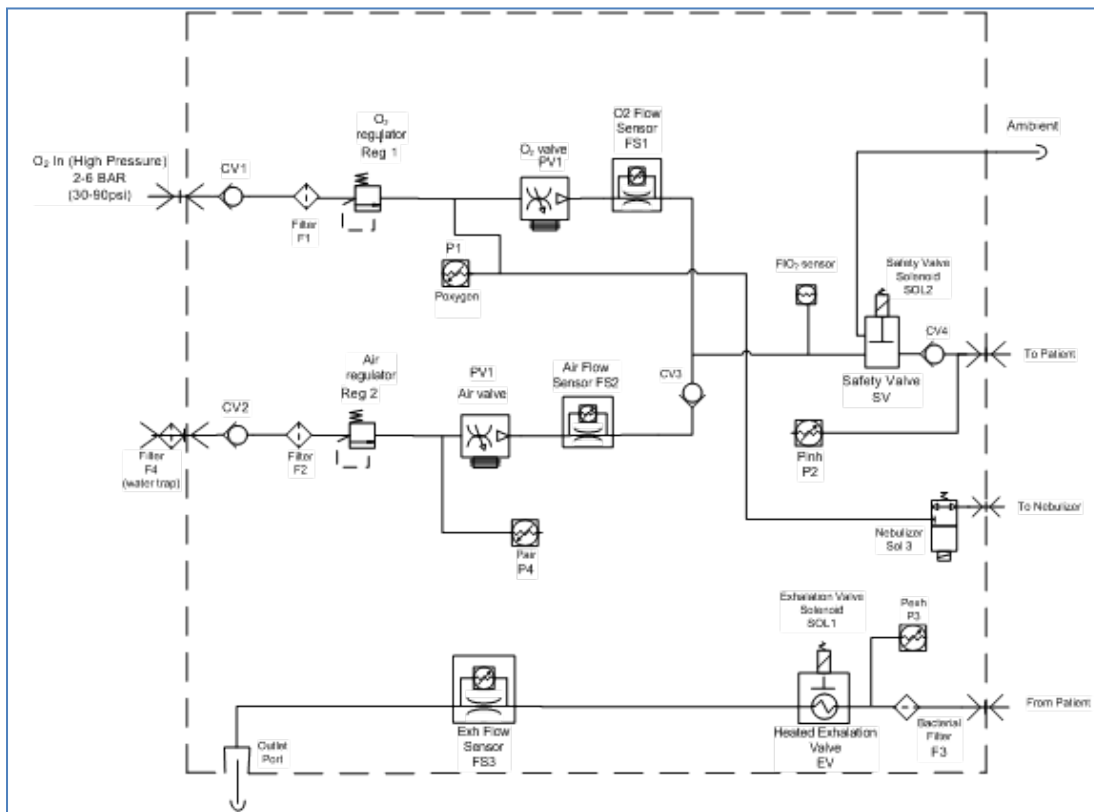 O₂ In (High Pressure)
2-6 BAR
(30-90psi)
CV1
Filter
F1
O₂
regulator
Reg 1
O₂ valve
PV1
O2 Flow
Sensor
FS1
Ambient
P1
Poxygen
FIO₂ sensor
Safety Valve
Solenoid
SOL2
CV4
To Patient
Safety Valve
SV
PInh
P2
Filter
F4
(water trap)
CV2
Filter
F2
Air
regulator
Reg 2
PV1
Air valve
Air Flow
Sensor FS2
CV3
Pair
P4
Nebulizer
Sol 3
To Nebulizer
Exhalation Valve
Solenoid
SOL1
Pexh
P3
Outlet
Port
Exh Flow
Sensor
FS3
Heated Exhalation
Valve
EV
Bacterial
Filter
F3
From Patient